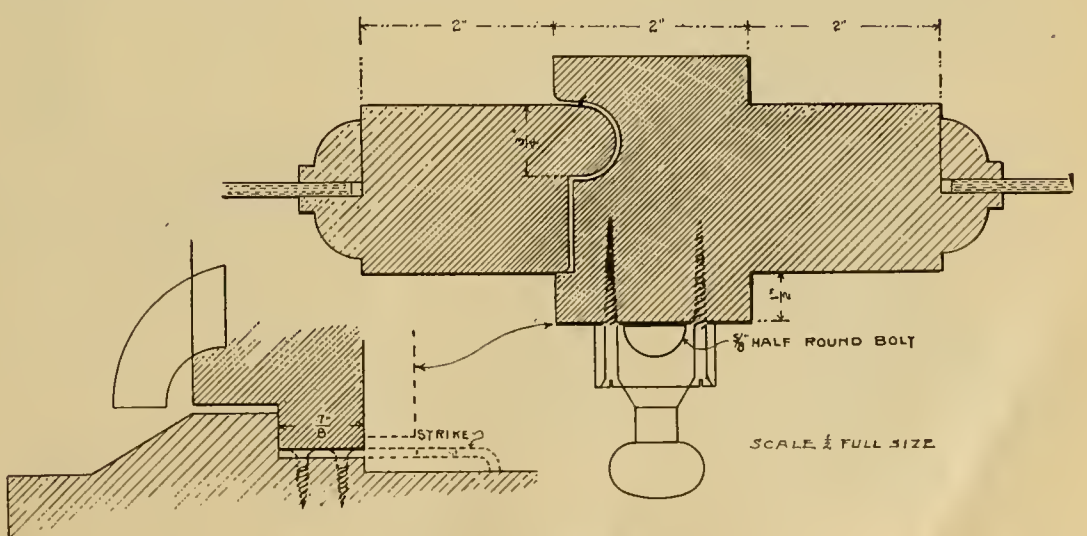 2"
2"
2"
3/4"
1/2"
5/8" HALF ROUND BOLT
7/8"
STRIKE
SCALE 1/2 FULL SIZE